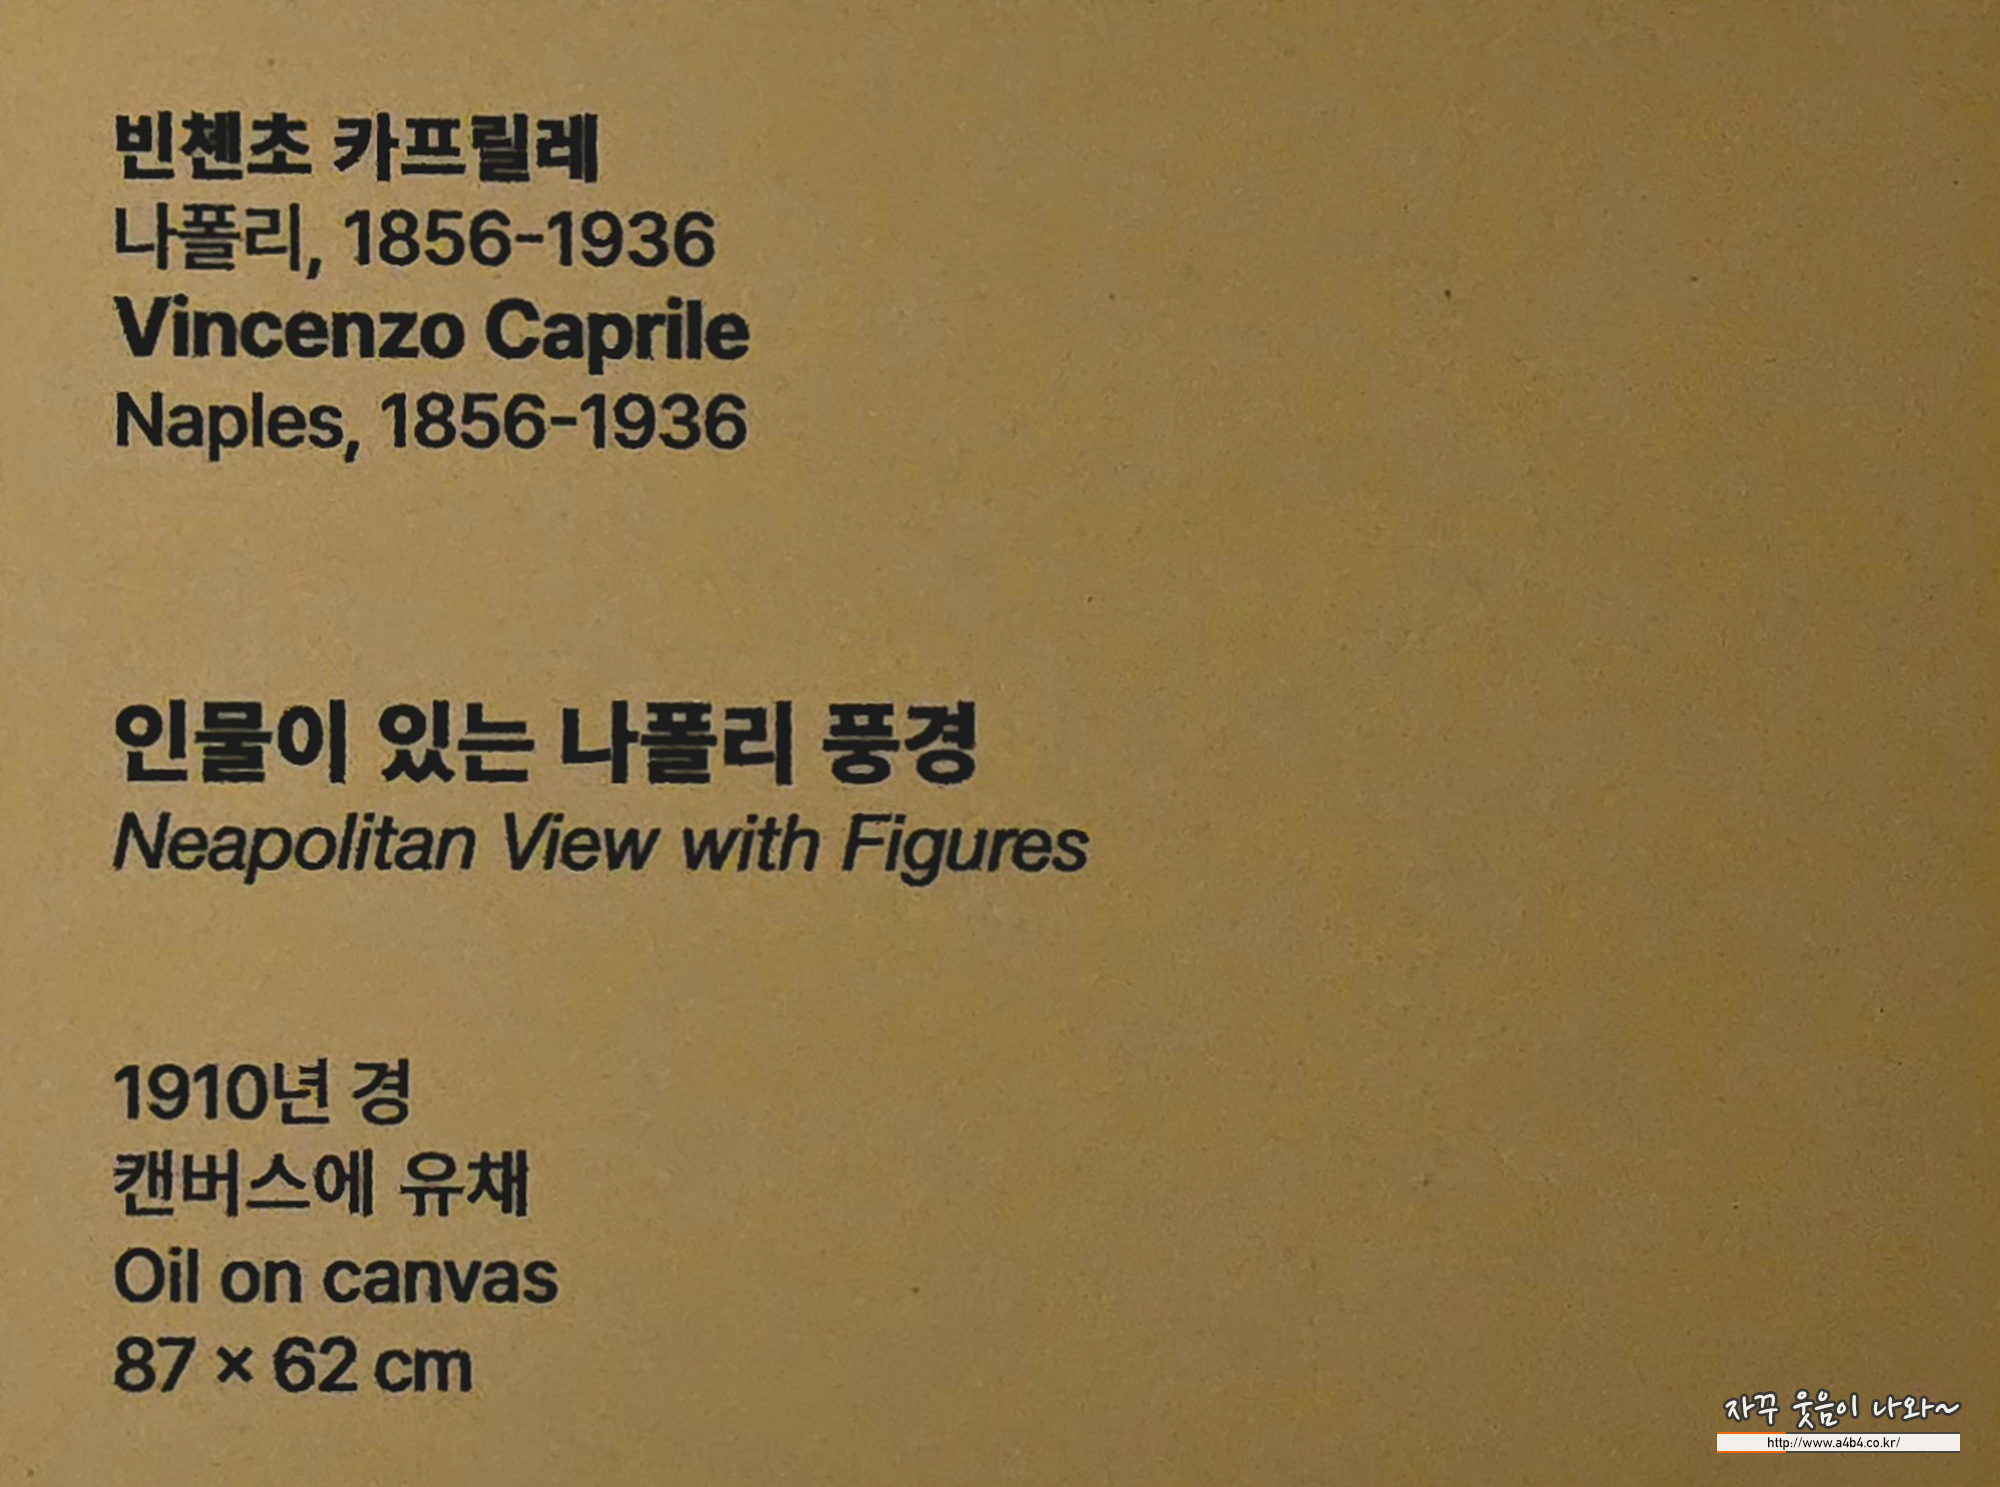 빈첸초 카프릴레
나폴리, 1856-1936
Vincenzo Caprile
Naples, 1856-1936
인물이 있는 나폴리 풍경
Neapolitan View with Figures
1910년 경
캔버스에 유채
Oil on canvas
87 × 62 cm
자꾸 웃음이 나와~
http://www.a4b4.co.kr/